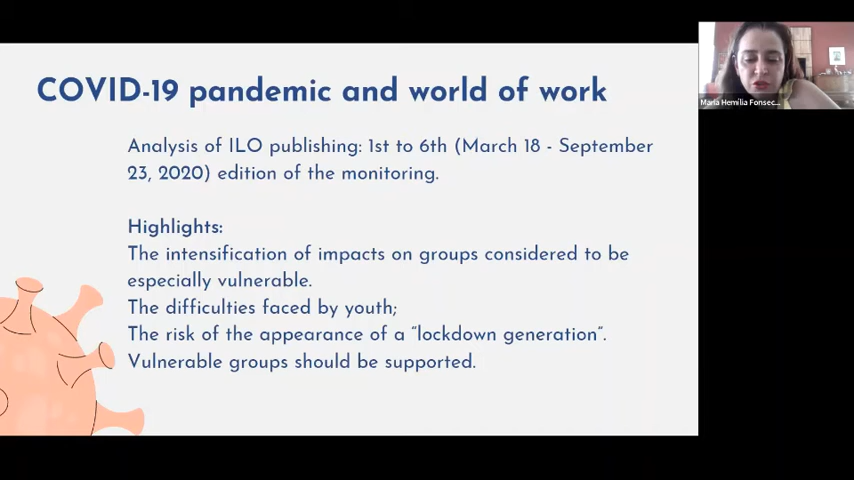 COVID-19 pandemic and world of work
Analysis of ILO publishing: 1st to 6th (March 18 - September
23, 2020) edition of the monitoring.
Highlights:
The intensification of impacts on groups considered to be
especially vulnerable.
The difficulties faced by youth;
The risk of the appearance of a “lockdown generation”.
Vulnerable groups should be supported.
Maria Hemília Fonsec...